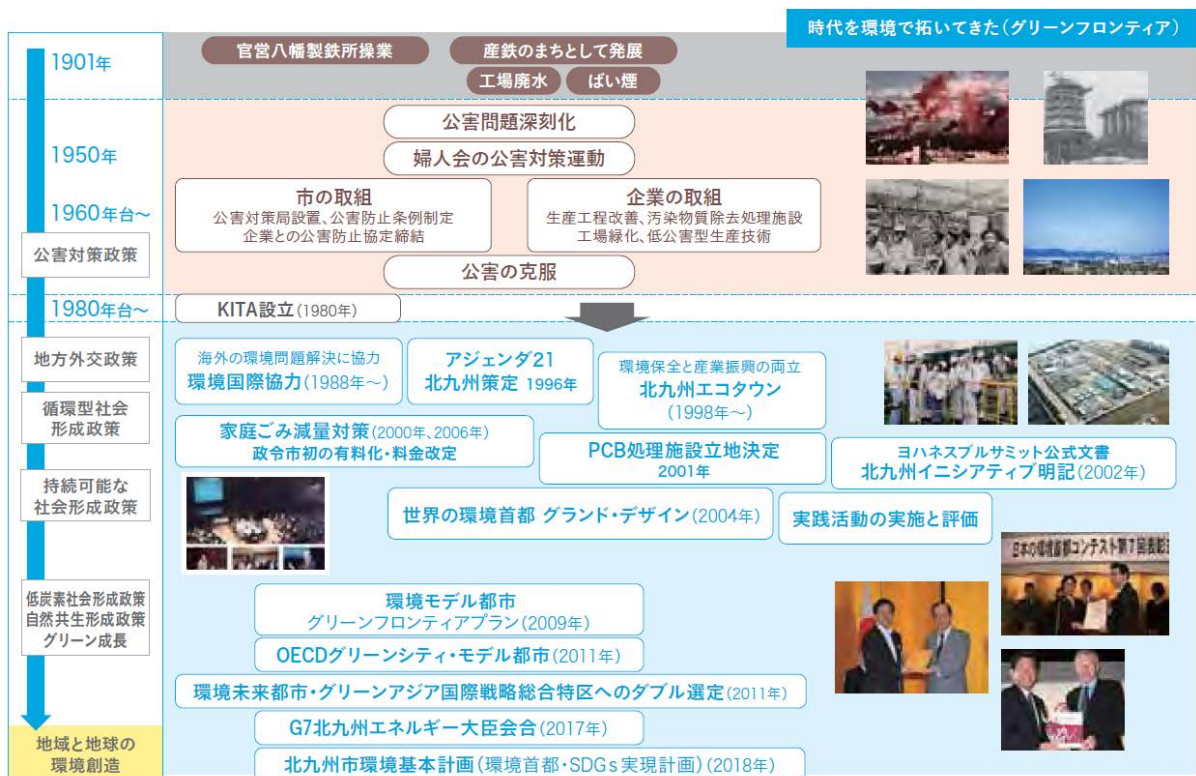 時代を環境で拓いてきた(グリーンフロンティア)
1901年
官営八幡製鉄所操業
産鉄のまちとして発展
工場廃水
ばい煙
1950年
公害問題深刻化
婦人会の公害対策運動
1960年台~
公害対策政策
市の取組
公害対策局設置、公害防止条例制定
企業との公害防止協定締結
企業の取組
生産工程改善、汚染物質除去処理施設
工場緑化、低公害型生産技術
公害の克服
1980年台~
KITA設立(1980年)
地方外交政策
海外の環境問題解決に協力
環境国際協力(1988年~)
アジェンダ21
北九州策定 1996年
環境保全と産業振興の両立
北九州エコタウン
(1998年~)
循環型社会
形成政策
家庭ごみ減量対策(2000年、2006年)
政令市初の有料化・料金改定
PCB処理施設立地決定
2001年
ヨハネスブルサミット公式文書
北九州イニシアティブ明記(2002年)
持続可能な
社会形成政策
世界の環境首都 グランド・デザイン(2004年)
実践活動の実施と評価
日本の環境首都コンテスト第7回表彰式
低炭素社会形成政策
自然共生形成政策
グリーン成長
環境モデル都市
グリーンフロンティアプラン(2009年)
OECDグリーンシティ・モデル都市(2011年)
環境未来都市・グリーンアジア国際戦略総合特区へのダブル選定(2011年)
G7北九州エネルギー大臣会合(2017年)
地域と地球の
環境創造
北九州市環境基本計画(環境首都・SDGs実現計画)(2018年)